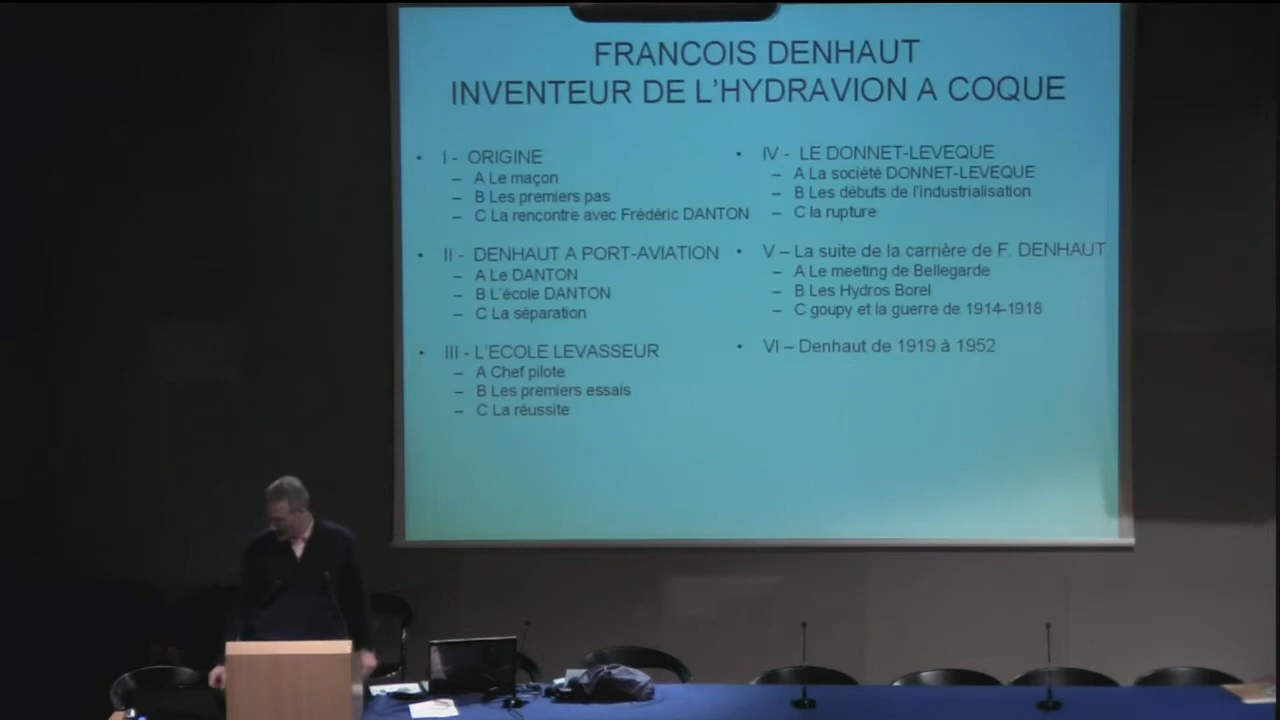 FRANCOIS DENHAUT
INVENTEUR DE L'HYDRAVION A COQUE
• I - ORIGINE
– A Le maçon
– B Les premiers pas
– C La rencontre avec Frédéric DANTON
• II - DENHAUT A PORT-AVIATION
– A Le DANTON
– B L'école DANTON
– C La séparation
• III - L'ECOLE LEVASSEUR
– A Chef pilote
– B Les premiers essais
– C La réussite
• IV - LE DONNET-LEVEQUE
– A La société DONNET-LEVEQUE
– B Les débuts de l'industrialisation
– C la rupture
• V – La suite de la carrière de F. DENHAUT
– A Le meeting de Bellegarde
– B Les Hydros Borel
– C goupy et la guerre de 1914-1918
• VI – Denhaut de 1919 à 1952